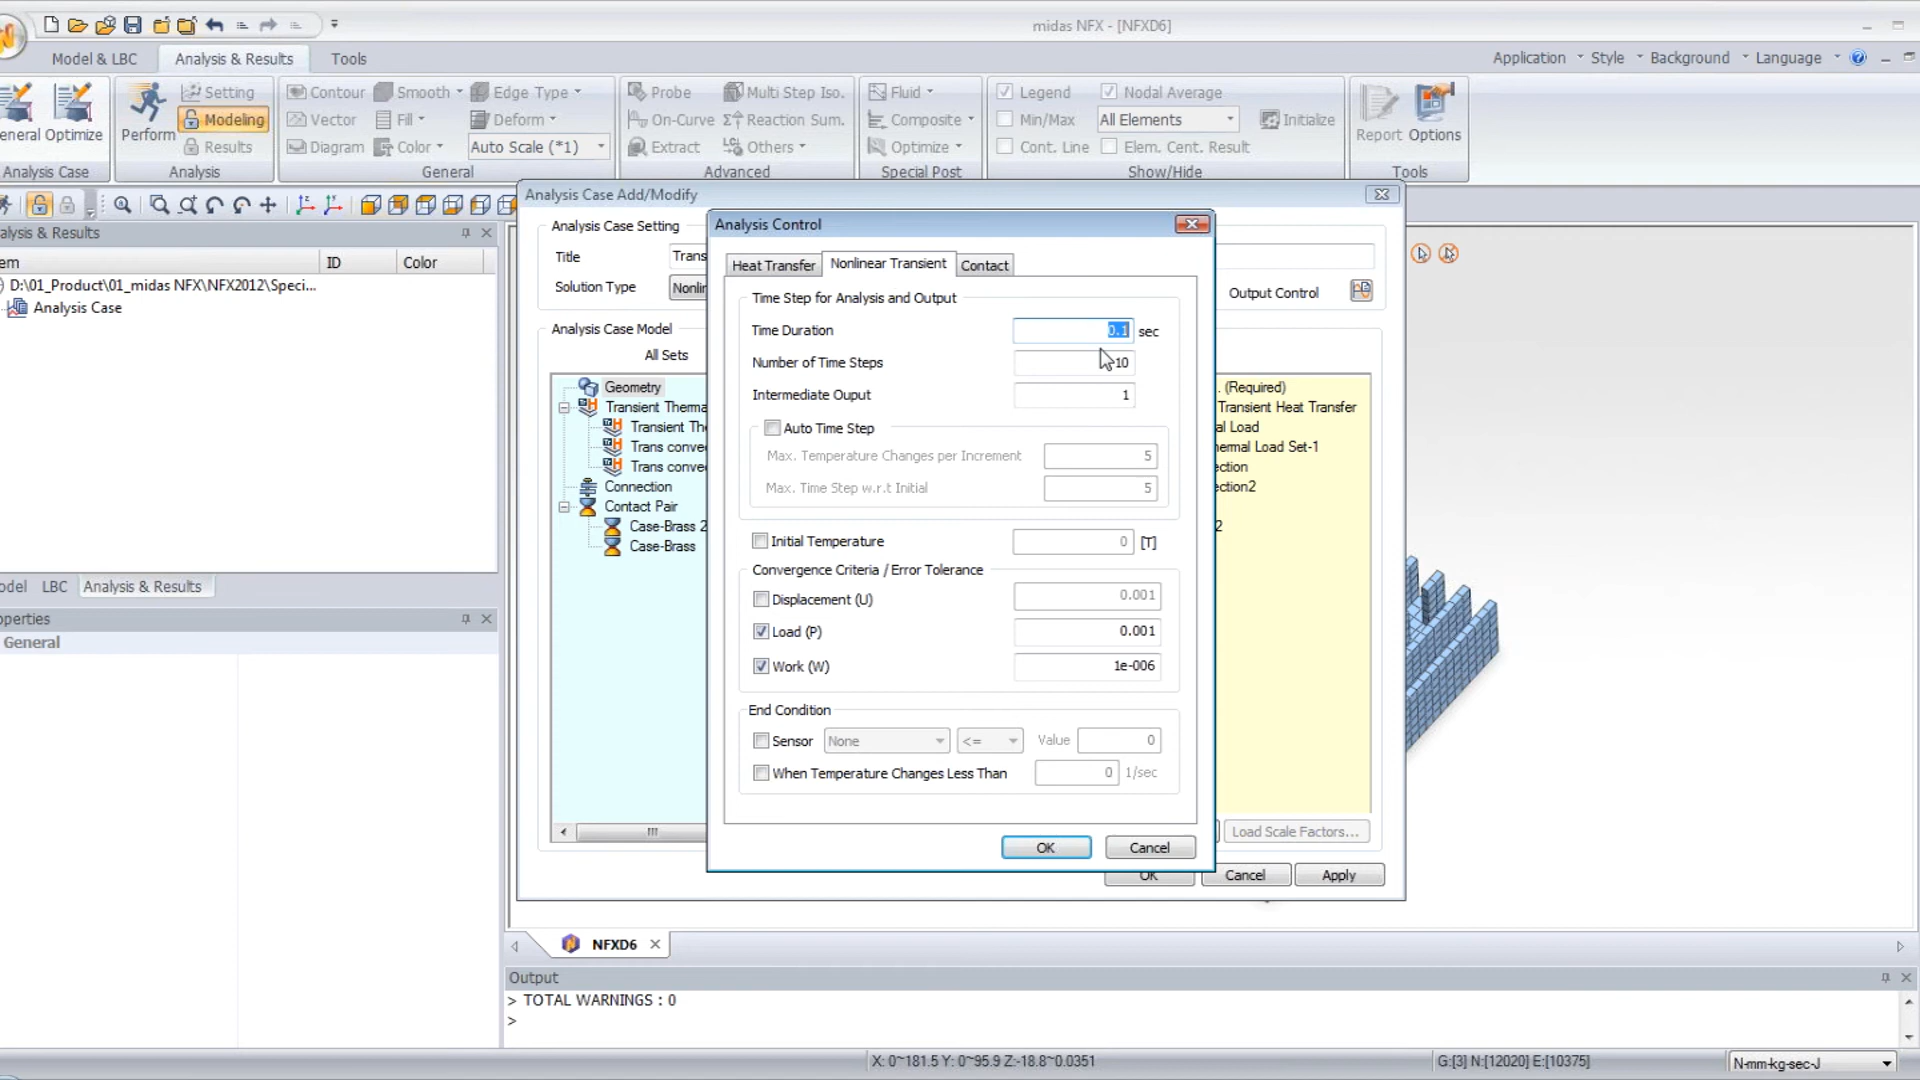 midas NFX - [NFXD6]
Model & LBC
Analysis & Results
Tools
Application
Style
Background
Language
General
Optimize
Analysis Case
Perform
Setting
Modeling
Results
Analysis
Contour
Smooth
Edge Type
Vector
Fill
Deform
Diagram
Color
Auto Scale (*1)
General
Probe
Multi Step Iso.
On-Curve
Reaction Sum.
Extract
Others
Advanced
Fluid
Composite
Optimize
Special Post
Legend
Nodal Average
Min/Max
All Elements
Initialize
Cont. Line
Elem. Cent. Result
Show/Hide
Report
Options
Tools
alysis & Results
em
ID
Color
D:\01_Product\01_midas NFX\NFX2012\Speci...
Analysis Case
odel
LBC
Analysis & Results
operties
General
Analysis Case Add/Modify
Analysis Case Setting
Title
Trans
Solution Type
Nonlin
Output Control
Analysis Case Model
All Sets
Geometry
Transient Therma
Transient The
Trans convec
Trans convec
Connection
Contact Pair
Case-Brass 2
Case-Brass
. (Required)
Transient Heat Transfer
al Load
ermal Load Set-1
ection
ection2
2
Load Scale Factors...
OK
Cancel
Apply
Analysis Control
Heat Transfer
Nonlinear Transient
Contact
Time Step for Analysis and Output
Time Duration
0.1
sec
Number of Time Steps
10
Intermediate Ouput
1
Auto Time Step
Max. Temperature Changes per Increment
5
Max. Time Step w.r.t Initial
5
Initial Temperature
0
[T]
Convergence Criteria / Error Tolerance
Displacement (U)
0.001
Load (P)
0.001
Work (W)
1e-006
End Condition
Sensor
None
<=
Value
0
When Temperature Changes Less Than
0
1/sec
OK
Cancel
NFXD6
Output
> TOTAL WARNINGS : 0
>
X: 0~181.5 Y: 0~95.9 Z:-18.8~0.0351
G:[3] N:[12020] E:[10375]
N-mm-kg-sec-J